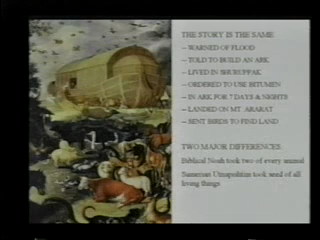 THE STORY IS THE SAME
-- WARNED OF FLOOD
-- TOLD TO BUILD AN ARK
-- LIVED IN SHURUPPAK
-- ORDERED TO USE BITUMEN
-- IN ARK FOR 7 DAYS & NIGHTS
-- LANDED ON MT. ARARAT
-- SENT BIRDS TO FIND LAND
TWO MAJOR DIFFERENCES
Biblical Noah took two of every animal
Sumerian Utnapishtim took seed of all
living things